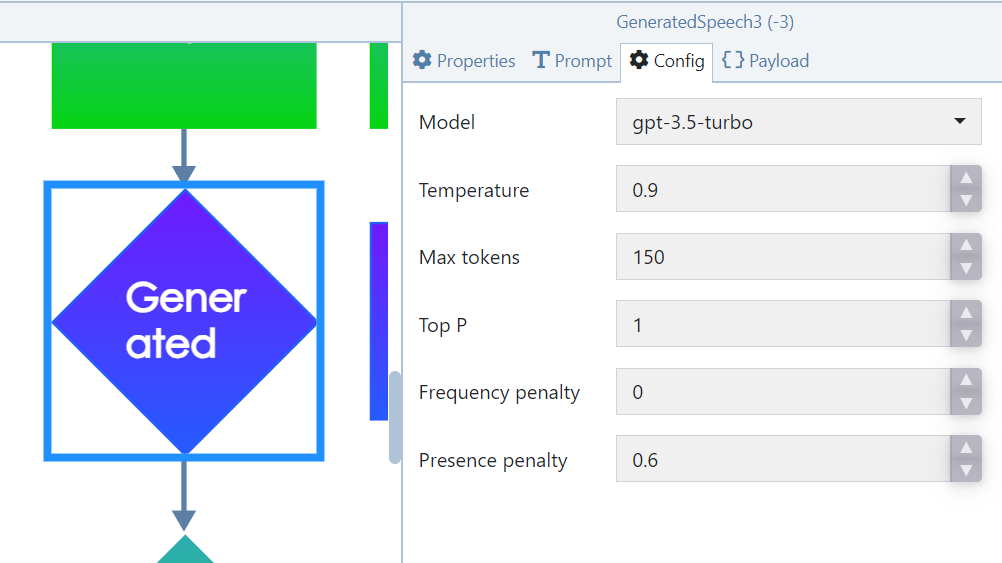 GeneratedSpeech3 (-3)
Properties
Prompt
Config
{} Payload
Model
gpt-3.5-turbo
Temperature
0.9
Max tokens
150
Top P
1
Frequency penalty
0
Presence penalty
0.6
Gener
ated